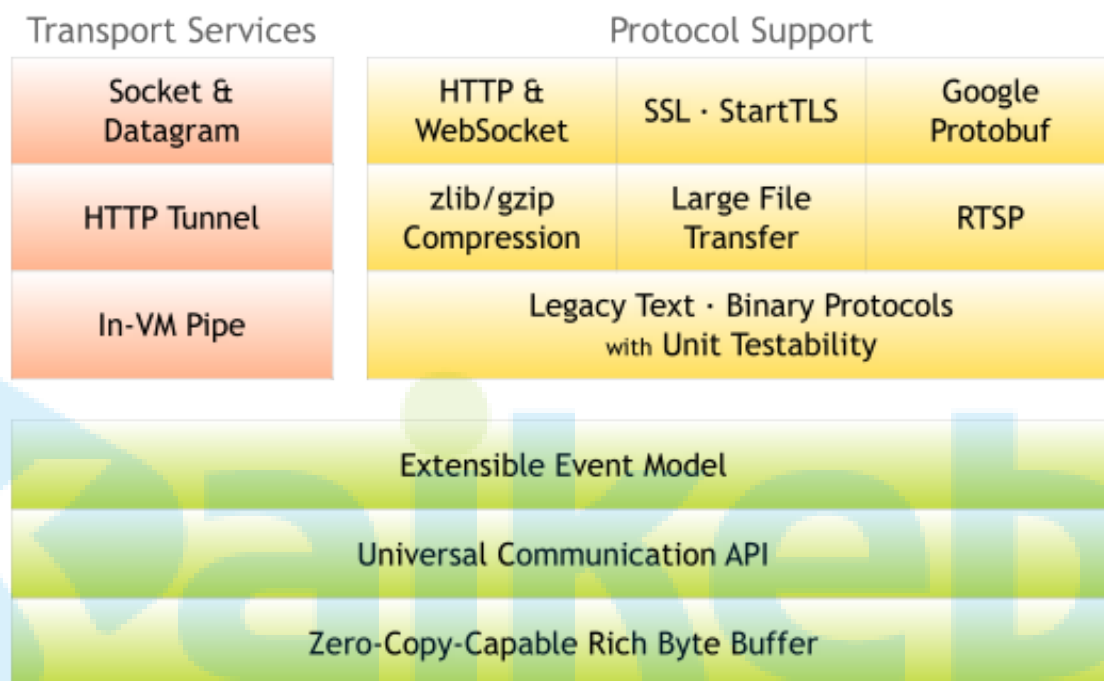 Transport Services
Protocol Support
Socket &
Datagram
HTTP &
WebSocket
SSL · StartTLS
Google
Protobuf
HTTP Tunnel
zlib/gzip
Compression
Large File
Transfer
RTSP
In-VM Pipe
Legacy Text · Binary Protocols
with Unit Testability
Extensible Event Model
Universal Communication API
Zero-Copy-Capable Rich Byte Buffer
aikeb